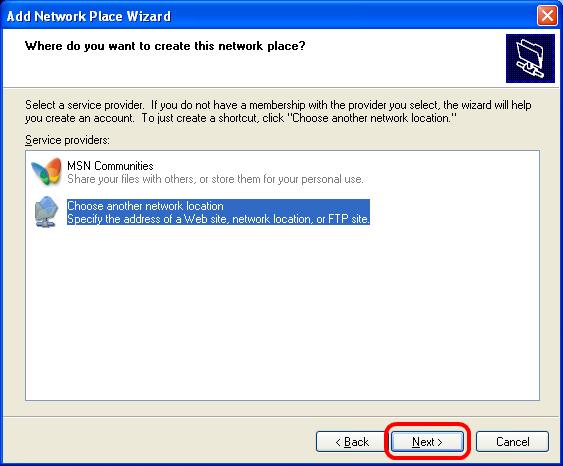 Add Network Place Wizard
Where do you want to create this network place?
Select a service provider.  If you do not have a membership with the provider you select, the wizard will help
you create an account.  To just create a shortcut, click "Choose another network location."
Service providers:
MSN Communities
Share your files with others, or store them for your personal use.
Choose another network location
Specify the address of a Web site, network location, or FTP site.
< Back
Next >
Cancel